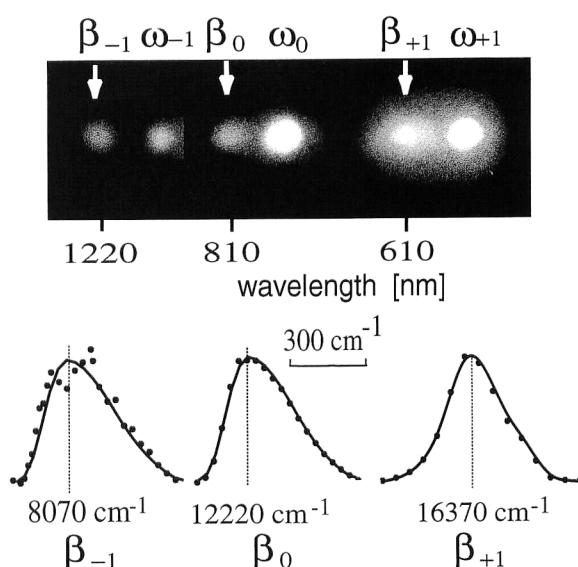 β₋₁ ω₋₁ β₀ ω₀ β₊₁ ω₊₁
1220 810 610
wavelength [nm]
300 cm⁻¹
8070 cm⁻¹ 12220 cm⁻¹ 16370 cm⁻¹
β₋₁ β₀ β₊₁